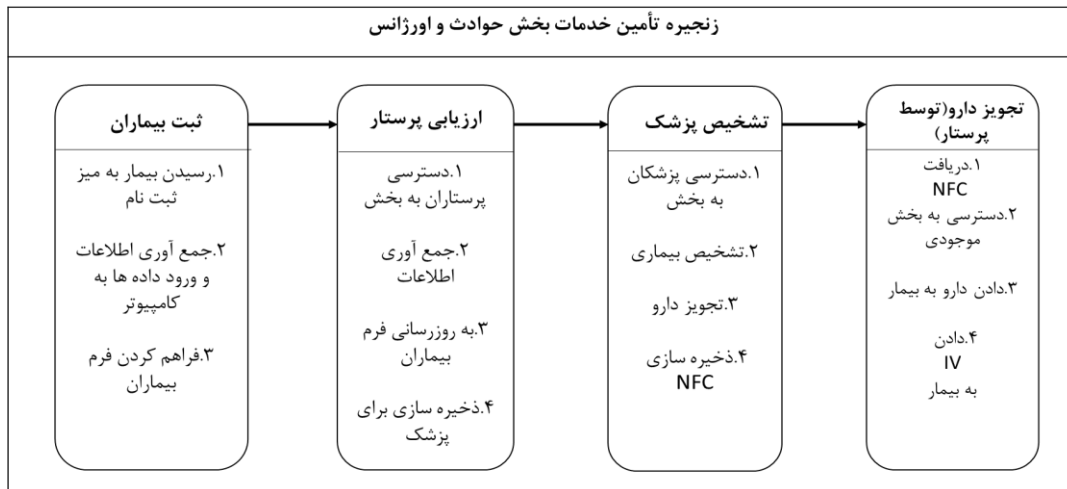 زنجیره تأمین خدمات بخش حوادث و اورژانس
ثبت بیماران
۱.رسیدن بیمار به میز
ثبت نام
۲.جمع آوری اطلاعات
و ورود داده ها به
کامپیوتر
۳.فراهم کردن فرم
بیماران
ارزیابی پرستار
۱.دسترسی
پرستاران به بخش
۲.جمع آوری
اطلاعات
۳.به روزرسانی فرم
بیماران
۴.ذخیره سازی برای
پزشک
تشخیص پزشک
۱.دسترسی پزشکان
به بخش
۲.تشخیص بیماری
۳.تجویز دارو
۴.ذخیره سازی
NFC
تجویز دارو(توسط
پرستار)
۱.دریافت
NFC
۲.دسترسی به بخش
موجودی
۳.دادن دارو به بیمار
۴.دادن
IV
به بیمار